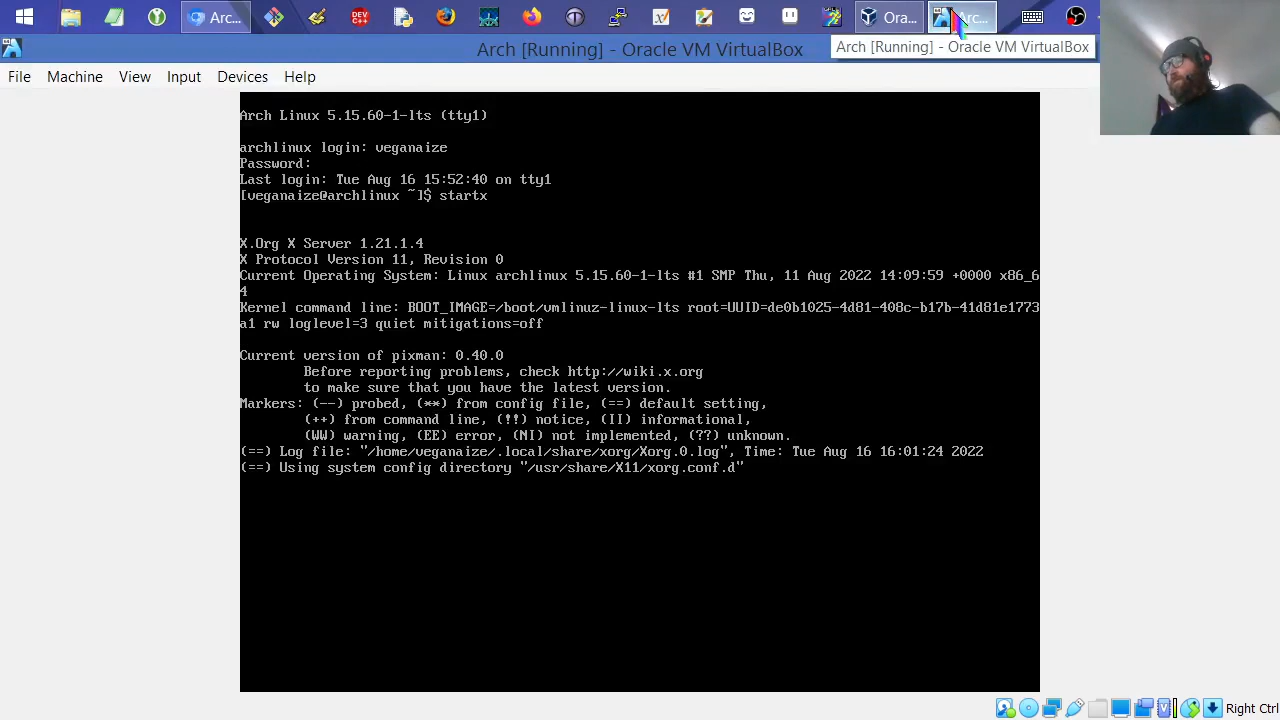 Arc...
Ora...
Arc...
Arch [Running] - Oracle VM VirtualBox
Arch [Running] - Oracle VM VirtualBox
File Machine View Input Devices Help
Arch Linux 5.15.60-1-lts (tty1)
archlinux login: veganaize
Password:
Last login: Tue Aug 16 15:52:40 on tty1
[veganaize@archlinux ~]$ startx
X.Org X Server 1.21.1.4
X Protocol Version 11, Revision 0
Current Operating System: Linux archlinux 5.15.60-1-lts #1 SMP Thu, 11 Aug 2022 14:09:59 +0000 x86_6
4
Kernel command line: BOOT_IMAGE=/boot/vmlinuz-linux-lts root=UUID=de0b1025-4d81-408c-b17b-41d81e1773
a1 rw loglevel=3 quiet mitigations=off
Current version of pixman: 0.40.0
Before reporting problems, check http://wiki.x.org
to make sure that you have the latest version.
Markers: (--) probed, (**) from config file, (==) default setting,
(++) from command line, (!!) notice, (II) informational,
(WW) warning, (EE) error, (NI) not implemented, (??) unknown.
(==) Log file: "/home/veganaize/.local/share/xorg/Xorg.0.log", Time: Tue Aug 16 16:01:24 2022
(==) Using system config directory "/usr/share/X11/xorg.conf.d"
Right Ctrl